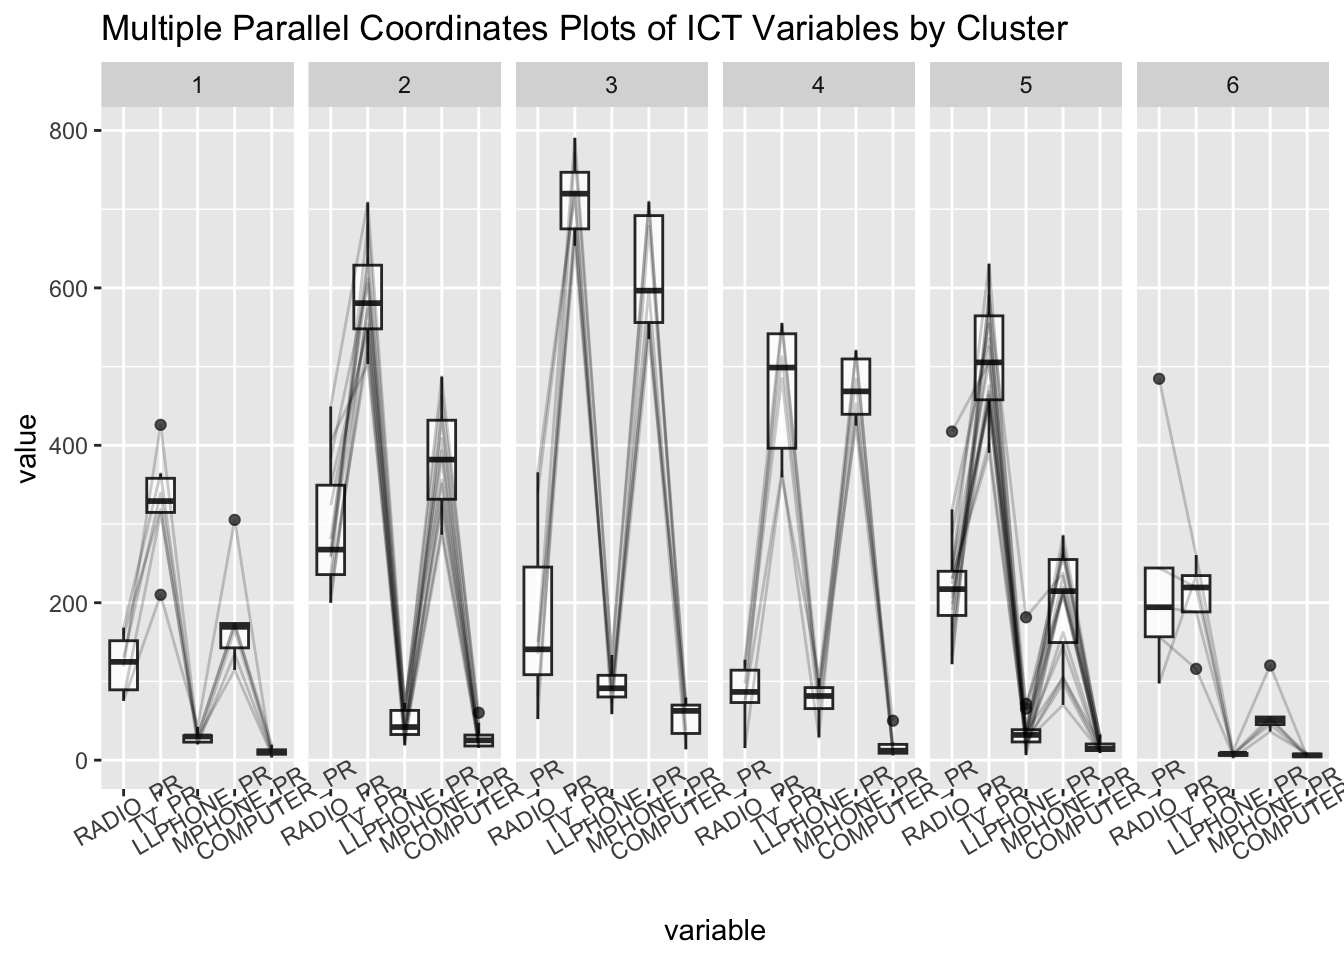 Multiple Parallel Coordinates Plots of ICT Variables by Cluster
1 2 3 4 5 6
800
600
400
200
0
value
RADIO_PR TV_PR LLPHONE_PR MPHONE_PR COMPUTER_PR RADIO_PR TV_PR LLPHONE_PR MPHONE_PR COMPUTER_PR RADIO_PR TV_PR LLPHONE_PR MPHONE_PR COMPUTER_PR RADIO_PR TV_PR LLPHONE_PR MPHONE_PR COMPUTER_PR RADIO_PR TV_PR LLPHONE_PR MPHONE_PR COMPUTER_PR RADIO_PR TV_PR LLPHONE_PR MPHONE_PR COMPUTER
variable